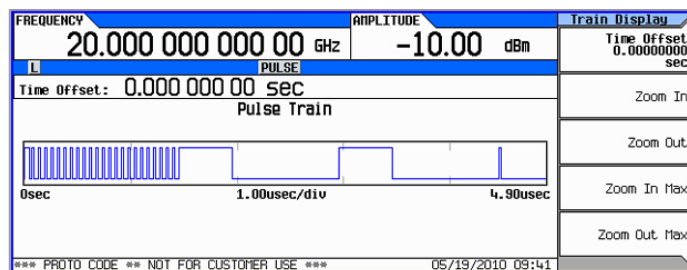 FREQUENCY
AMPLITUDE
Train Display
20.000 000 000 00 GHz
-10.00 dBm
Time Offset
0.00000000
sec
L
PULSE
Time Offset: 0.000 000 00 sec
Zoom In
Pulse Train
Zoom Out
0sec
1.00usec/div
4.90usec
Zoom In Max
Zoom Out Max
*** PROTO CODE ** NOT FOR CUSTOMER USE ***
05/19/2010 09:41